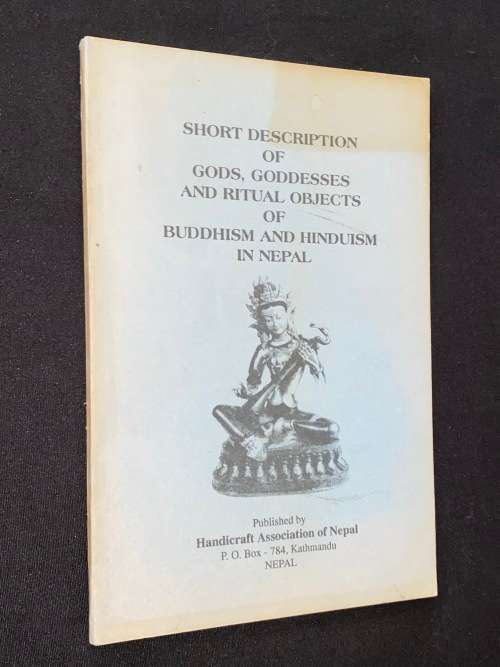 SHORT DESCRIPTION
OF
GODS, GODDESSES
AND RITUAL OBJECTS
OF
BUDDHISM AND HINDUISM
IN NEPAL
Published by
Handicraft Association of Nepal
P. O. Box - 784, Kathmandu
NEPAL